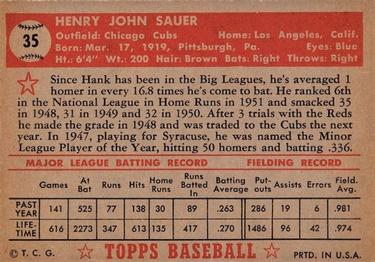 35
HENRY JOHN SAUER
Outfield: Chicago Cubs Home: Los Angeles, Calif.
Born: Mar. 17, 1919, Pittsburgh, Pa. Eyes: Blue
Ht.: 6'4" Wt: 200 Hair: Brown Bats: Right Throws: Right
Since Hank has been in the Big Leagues, he's averaged 1
homer in every 16.8 times he's come to bat. He ranked 6th
in the National League in Home Runs in 1951 and smacked 35
in 1948, 31 in 1949 and 32 in 1950. After 3 trials with the Reds
he made the grade in 1948 and was traded to the Cubs the next
year. In 1947, playing for Syracuse, he was named the Minor
League Player of the Year, hitting 50 homers and batting .336.
MAJOR LEAGUE BATTING RECORD FIELDING RECORD
Games At Bat Runs Hits Home Runs Runs Batted In Batting Average Put-outs Assists Errors Field. Avg.
PAST YEAR 141 525 77 138 30 89 .263 286 19 6 .981
LIFE-TIME 616 2273 347 613 135 417 .270 1486 96 42 .974
© T. C. G. TOPPS BASEBALL PRTD. IN U.S.A.